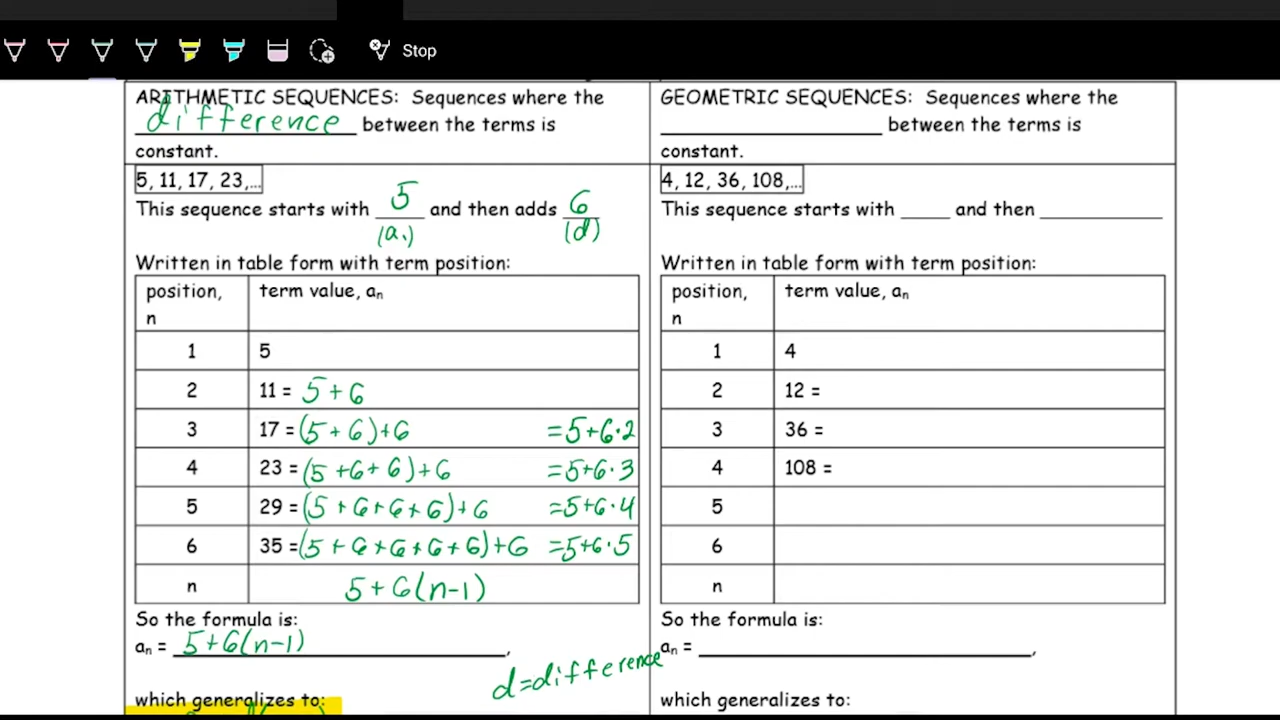 Stop
ARITHMETIC SEQUENCES: Sequences where the
difference between the terms is
constant.
5, 11, 17, 23,...
This sequence starts with 5 and then adds 6
(a₁) (d)
Written in table form with term position:
position, n term value, aₙ
1 5
2 11 = 5+6
3 17 = (5+6)+6 =5+6·2
4 23 = (5+6+6)+6 =5+6·3
5 29 = (5+6+6+6)+6 =5+6·4
6 35 = (5+6+6+6+6)+6 =5+6·5
n 5+6(n-1)
So the formula is:
aₙ = 5+6(n-1),
d=difference
which generalizes to:
GEOMETRIC SEQUENCES: Sequences where the
____ between the terms is
constant.
4, 12, 36, 108,...
This sequence starts with ____ and then ____
Written in table form with term position:
position, n term value, aₙ
1 4
2 12 =
3 36 =
4 108 =
5
6
n
So the formula is:
aₙ = ____,
which generalizes to: